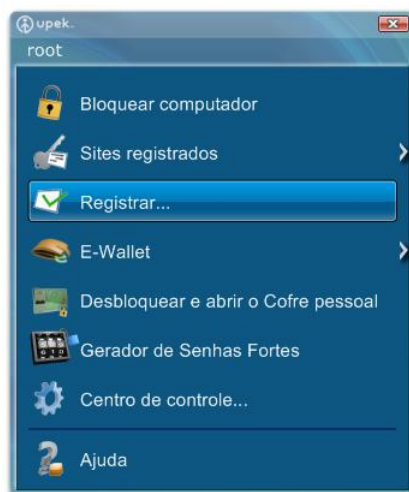 upek.
root
Bloquear computador
Sites registrados
Registrar...
E-Wallet
Desbloquear e abrir o Cofre pessoal
Gerador de Senhas Fortes
Centro de controle...
Ajuda